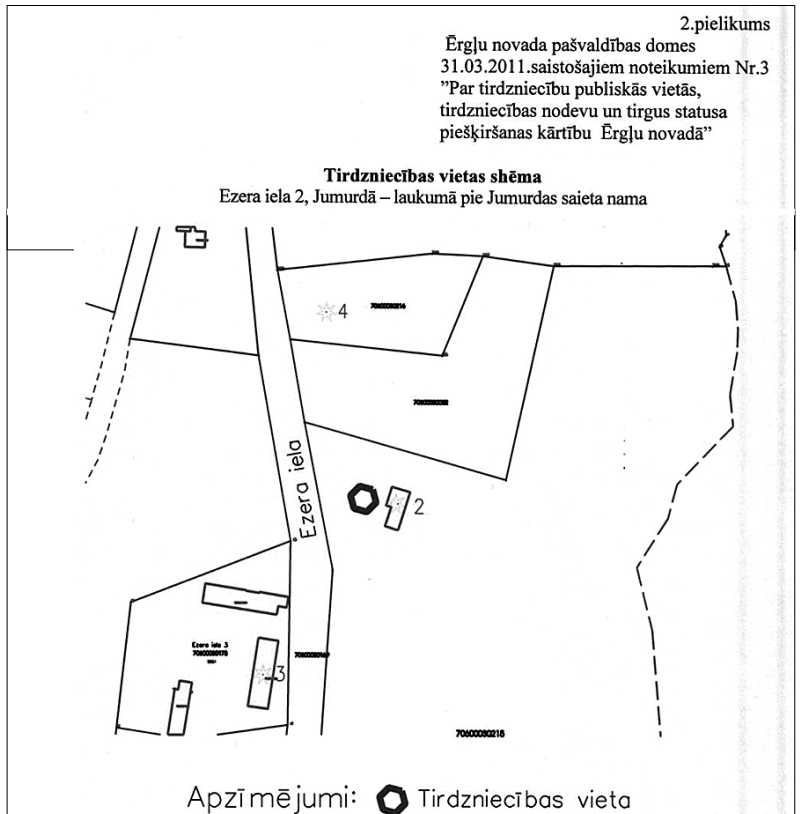 2.pielikums
Ērgļu novada pašvaldības domes
31.03.2011.saistošajiem noteikumiem Nr.3
”Par tirdzniecību publiskās vietās,
tirdzniecības nodevu un tirgus statusa
piešķiršanas kārtību Ērgļu novadā”
Tirdzniecības vietas shēma
Ezera iela 2, Jumurdā – laukumā pie Jumurdas saieta nama
4
70600080216
Ezera iela
2
Ezera iela 3
70600080178
3
70600080215
Apzīmējumi: Tirdzniecības vieta